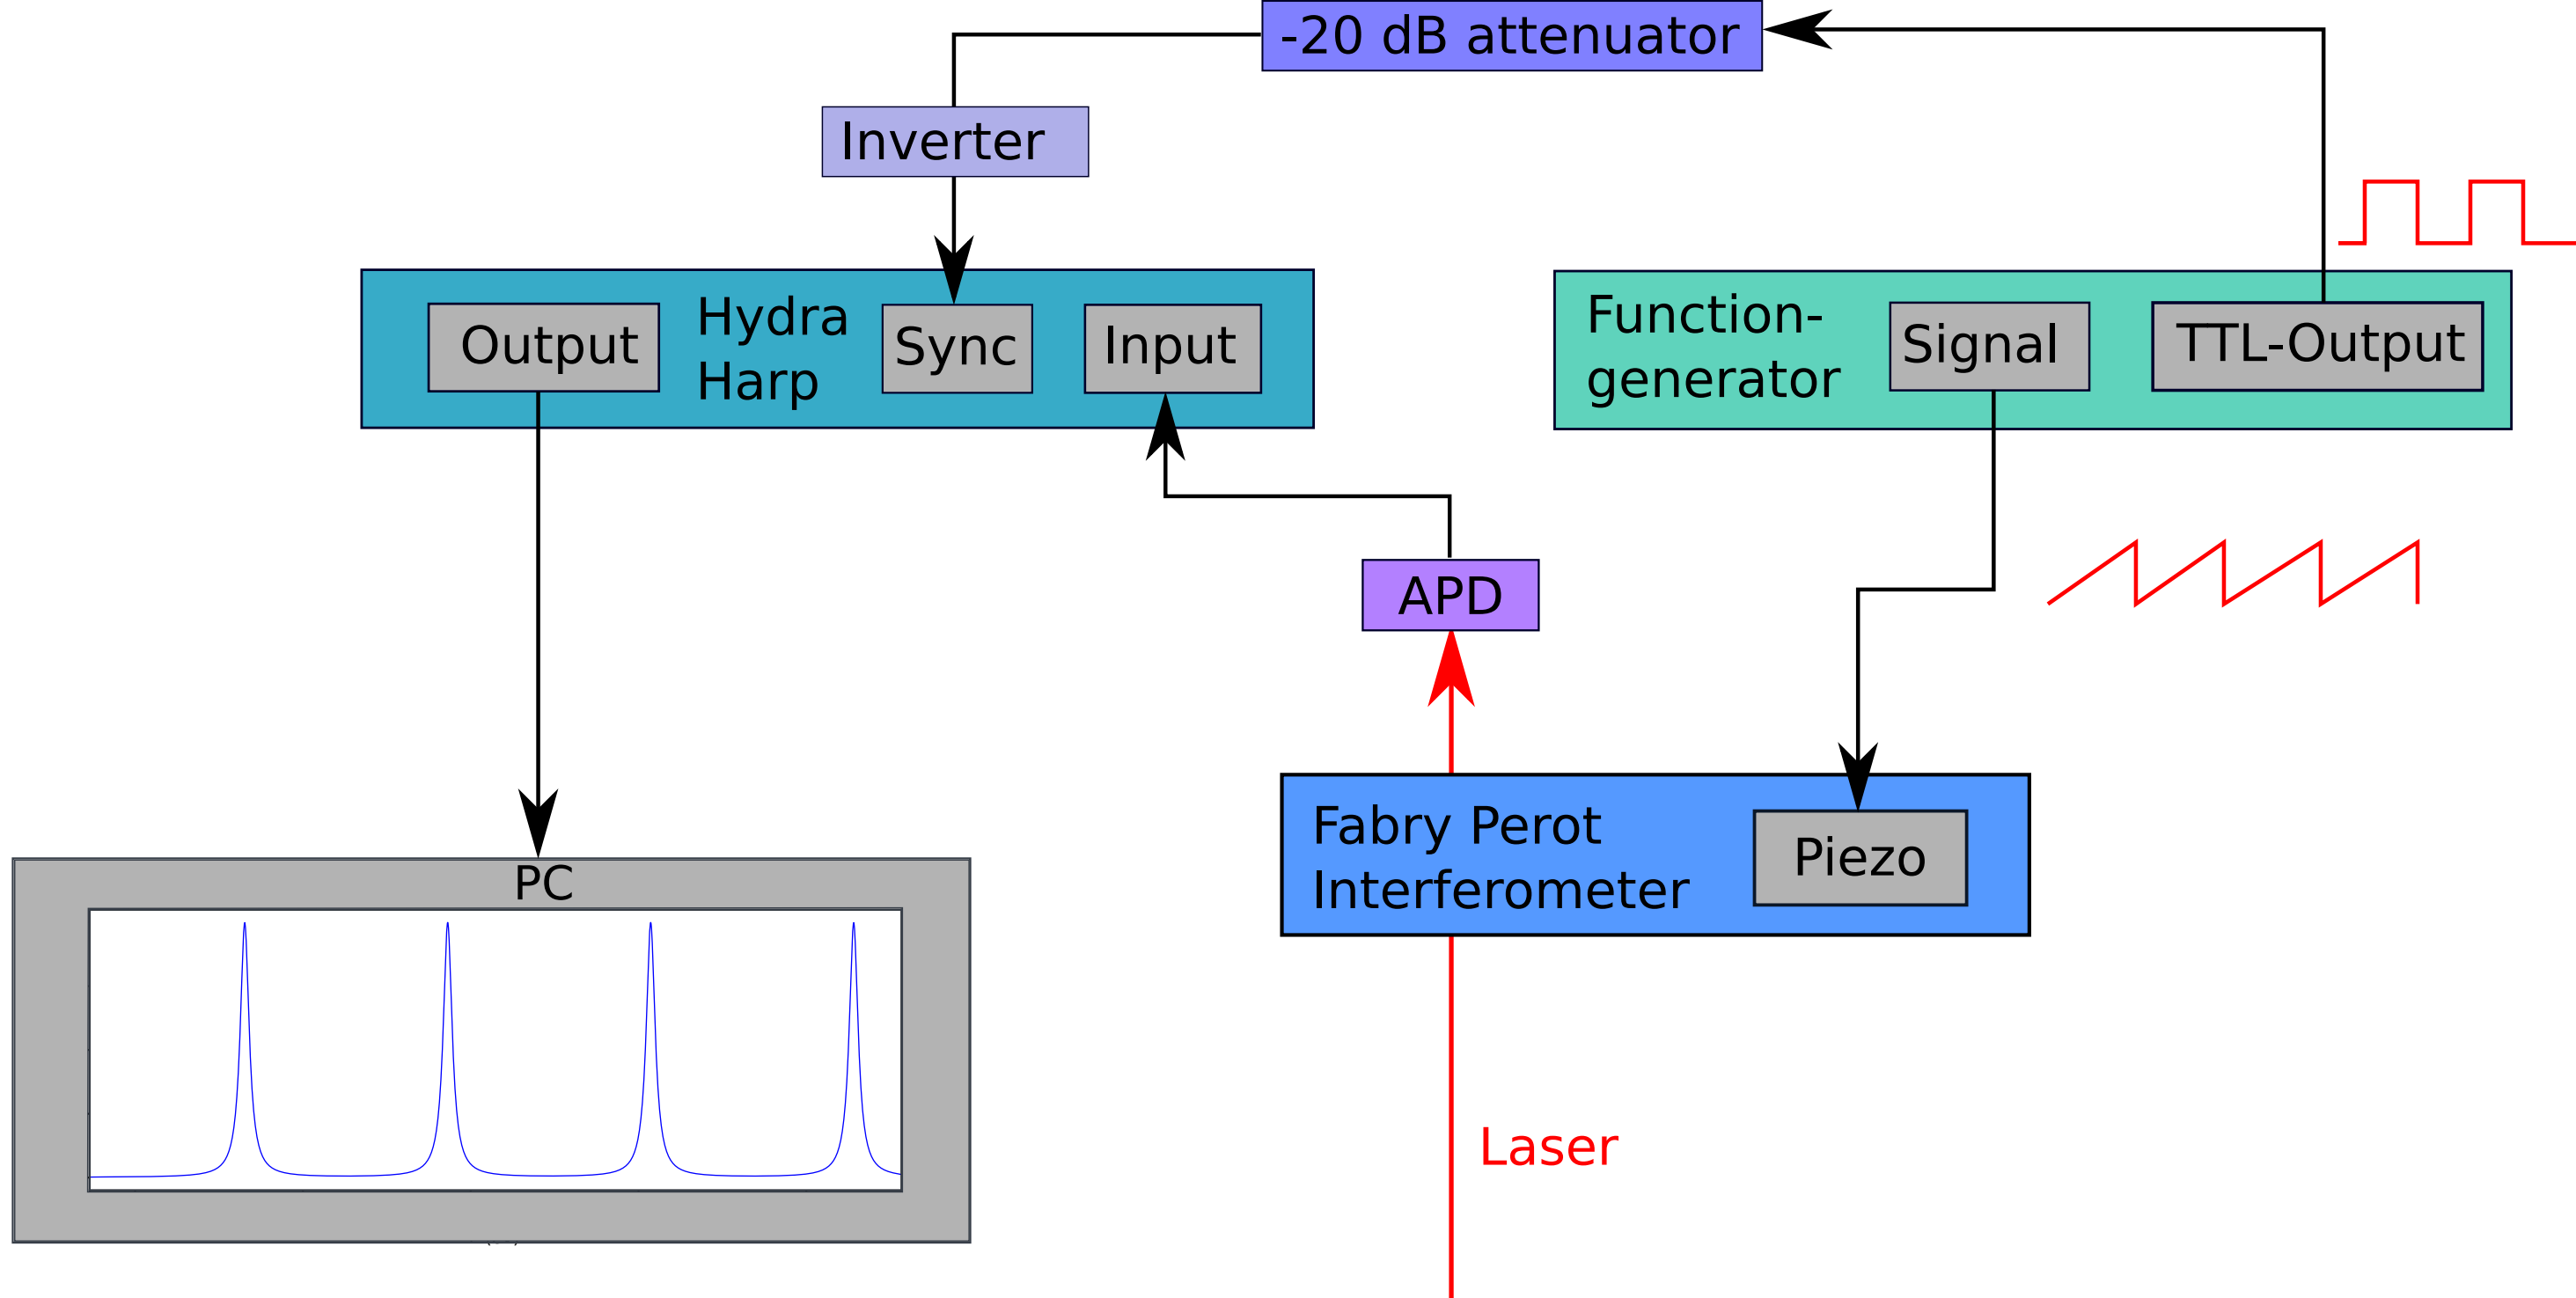 -20 dB attenuator
Inverter
Output
Hydra
Harp
Sync
Input
Function-
generator
Signal
TTL-Output
APD
Fabry Perot
Interferometer
Piezo
PC
Laser